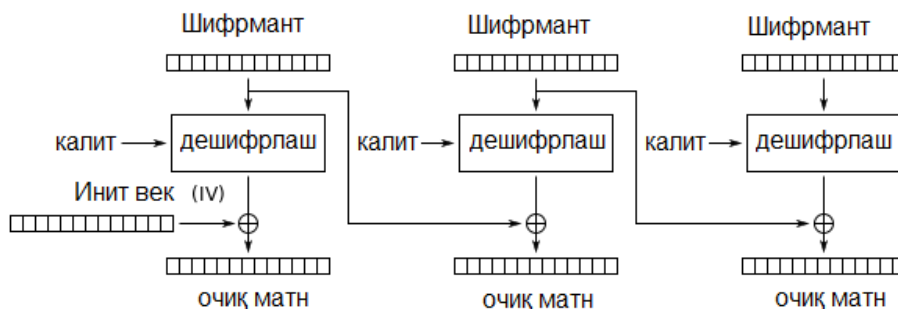 Шифрмант Шифрмант Шифрмант
калит дешифрлаш калит дешифрлаш калит дешифрлаш
Инит век (IV)
очиқ матн очиқ матн очиқ матн